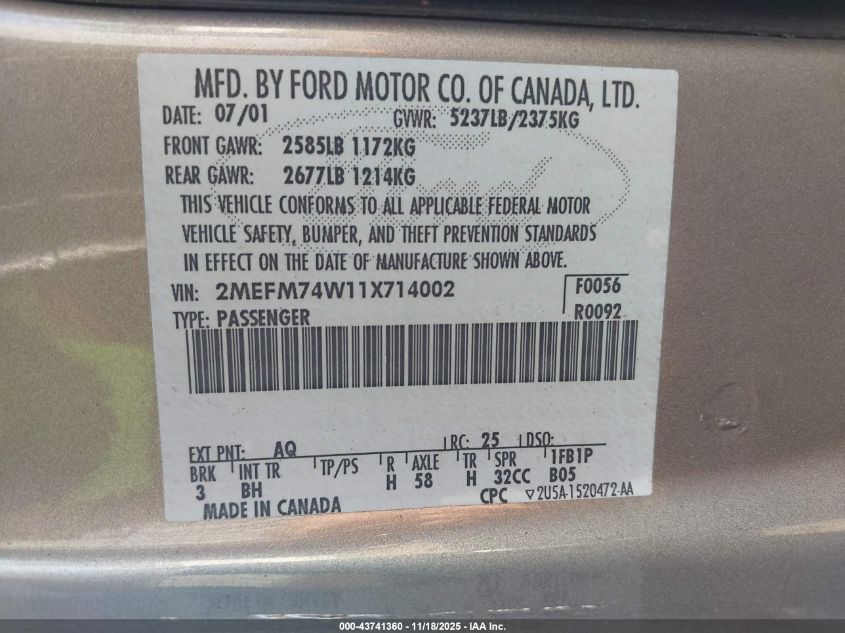 MFD. BY FORD MOTOR CO. OF CANADA, LTD.
DATE: 07/01 GVWR: 5237LB/2375KG
FRONT GAWR: 2585LB 1172KG
REAR GAWR: 2677LB 1214KG
THIS VEHICLE CONFORMS TO ALL APPLICABLE FEDERAL MOTOR
VEHICLE SAFETY, BUMPER, AND THEFT PREVENTION STANDARDS
IN EFFECT ON THE DATE OF MANUFACTURE SHOWN ABOVE.
VIN: 2MEFM74W11X714002 F0056
TYPE: PASSENGER R0092
EXT PNT: AQ RC: 25 DSO:
BRK INT TR TP/PS R AXLE TR SPR 1FB1P
3 BH H 58 H 32CC B05
MADE IN CANADA CPC ▽2U5A-1520472-AA
000-43741360 - 11/18/2025 - IAA Inc.